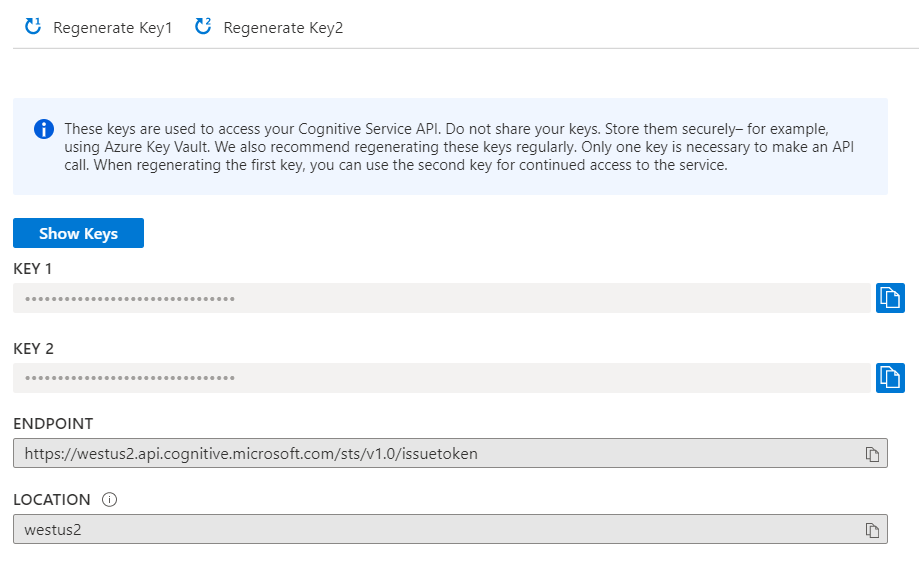 Regenerate Key1 Regenerate Key2
These keys are used to access your Cognitive Service API. Do not share your keys. Store them securely– for example,
using Azure Key Vault. We also recommend regenerating these keys regularly. Only one key is necessary to make an API
call. When regenerating the first key, you can use the second key for continued access to the service.
Show Keys
KEY 1
••••••••••••••••••••••••••••••••
KEY 2
••••••••••••••••••••••••••••••••
ENDPOINT
https://westus2.api.cognitive.microsoft.com/sts/v1.0/issuetoken
LOCATION
westus2